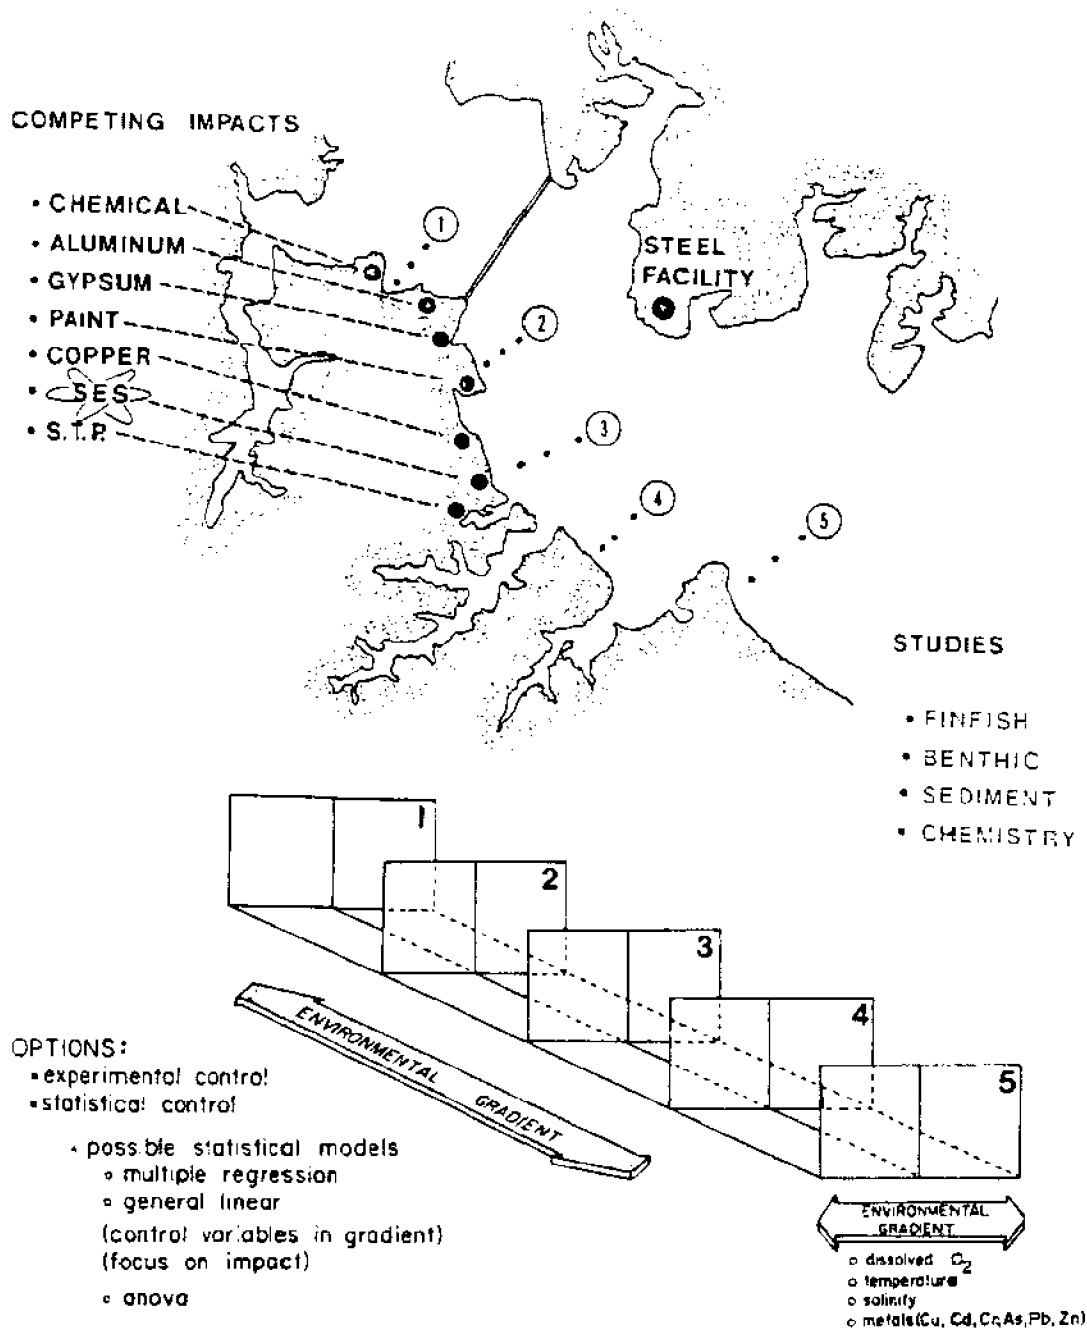 COMPETING IMPACTS
• CHEMICAL
• ALUMINUM
• GYPSUM
• PAINT
• COPPER
• SES
• S.T.P.
1
2
3
4
5
STEEL
FACILITY
STUDIES
• FINFISH
• BENTHIC
• SEDIMENT
• CHEMISTRY
1
2
3
4
5
ENVIRONMENTAL
GRADIENT
OPTIONS:
• experimental control
• statistical control
• possible statistical models
o multiple regression
o general linear
(control variables in gradient)
(focus on impact)
o anova
ENVIRONMENTAL
GRADIENT
o dissolved O2
o temperature
o salinity
o metals(Cu, Cd, Cr, As, Pb, Zn)